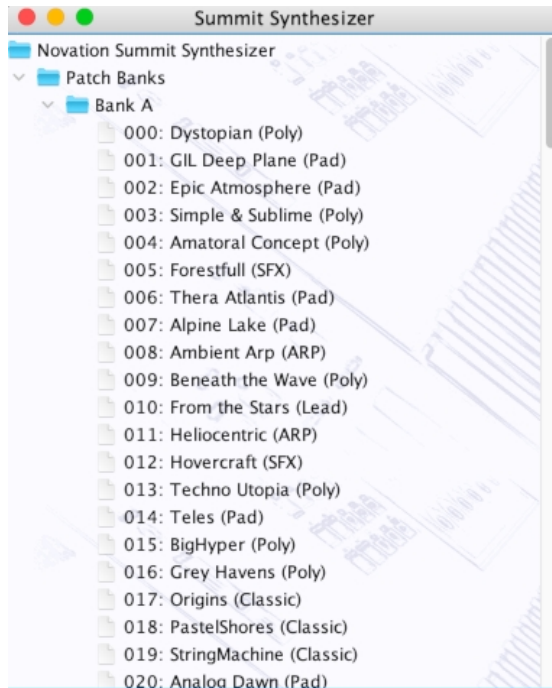 Summit Synthesizer
Novation Summit Synthesizer
Patch Banks
Bank A
000: Dystopian (Poly)
001: GIL Deep Plane (Pad)
002: Epic Atmosphere (Pad)
003: Simple & Sublime (Poly)
004: Amatoral Concept (Poly)
005: Forestfull (SFX)
006: Thera Atlantis (Pad)
007: Alpine Lake (Pad)
008: Ambient Arp (ARP)
009: Beneath the Wave (Poly)
010: From the Stars (Lead)
011: Heliocentric (ARP)
012: Hovercraft (SFX)
013: Techno Utopia (Poly)
014: Teles (Pad)
015: BigHyper (Poly)
016: Grey Havens (Poly)
017: Origins (Classic)
018: PastelShores (Classic)
019: StringMachine (Classic)
020: Analog Dawn (Pad)